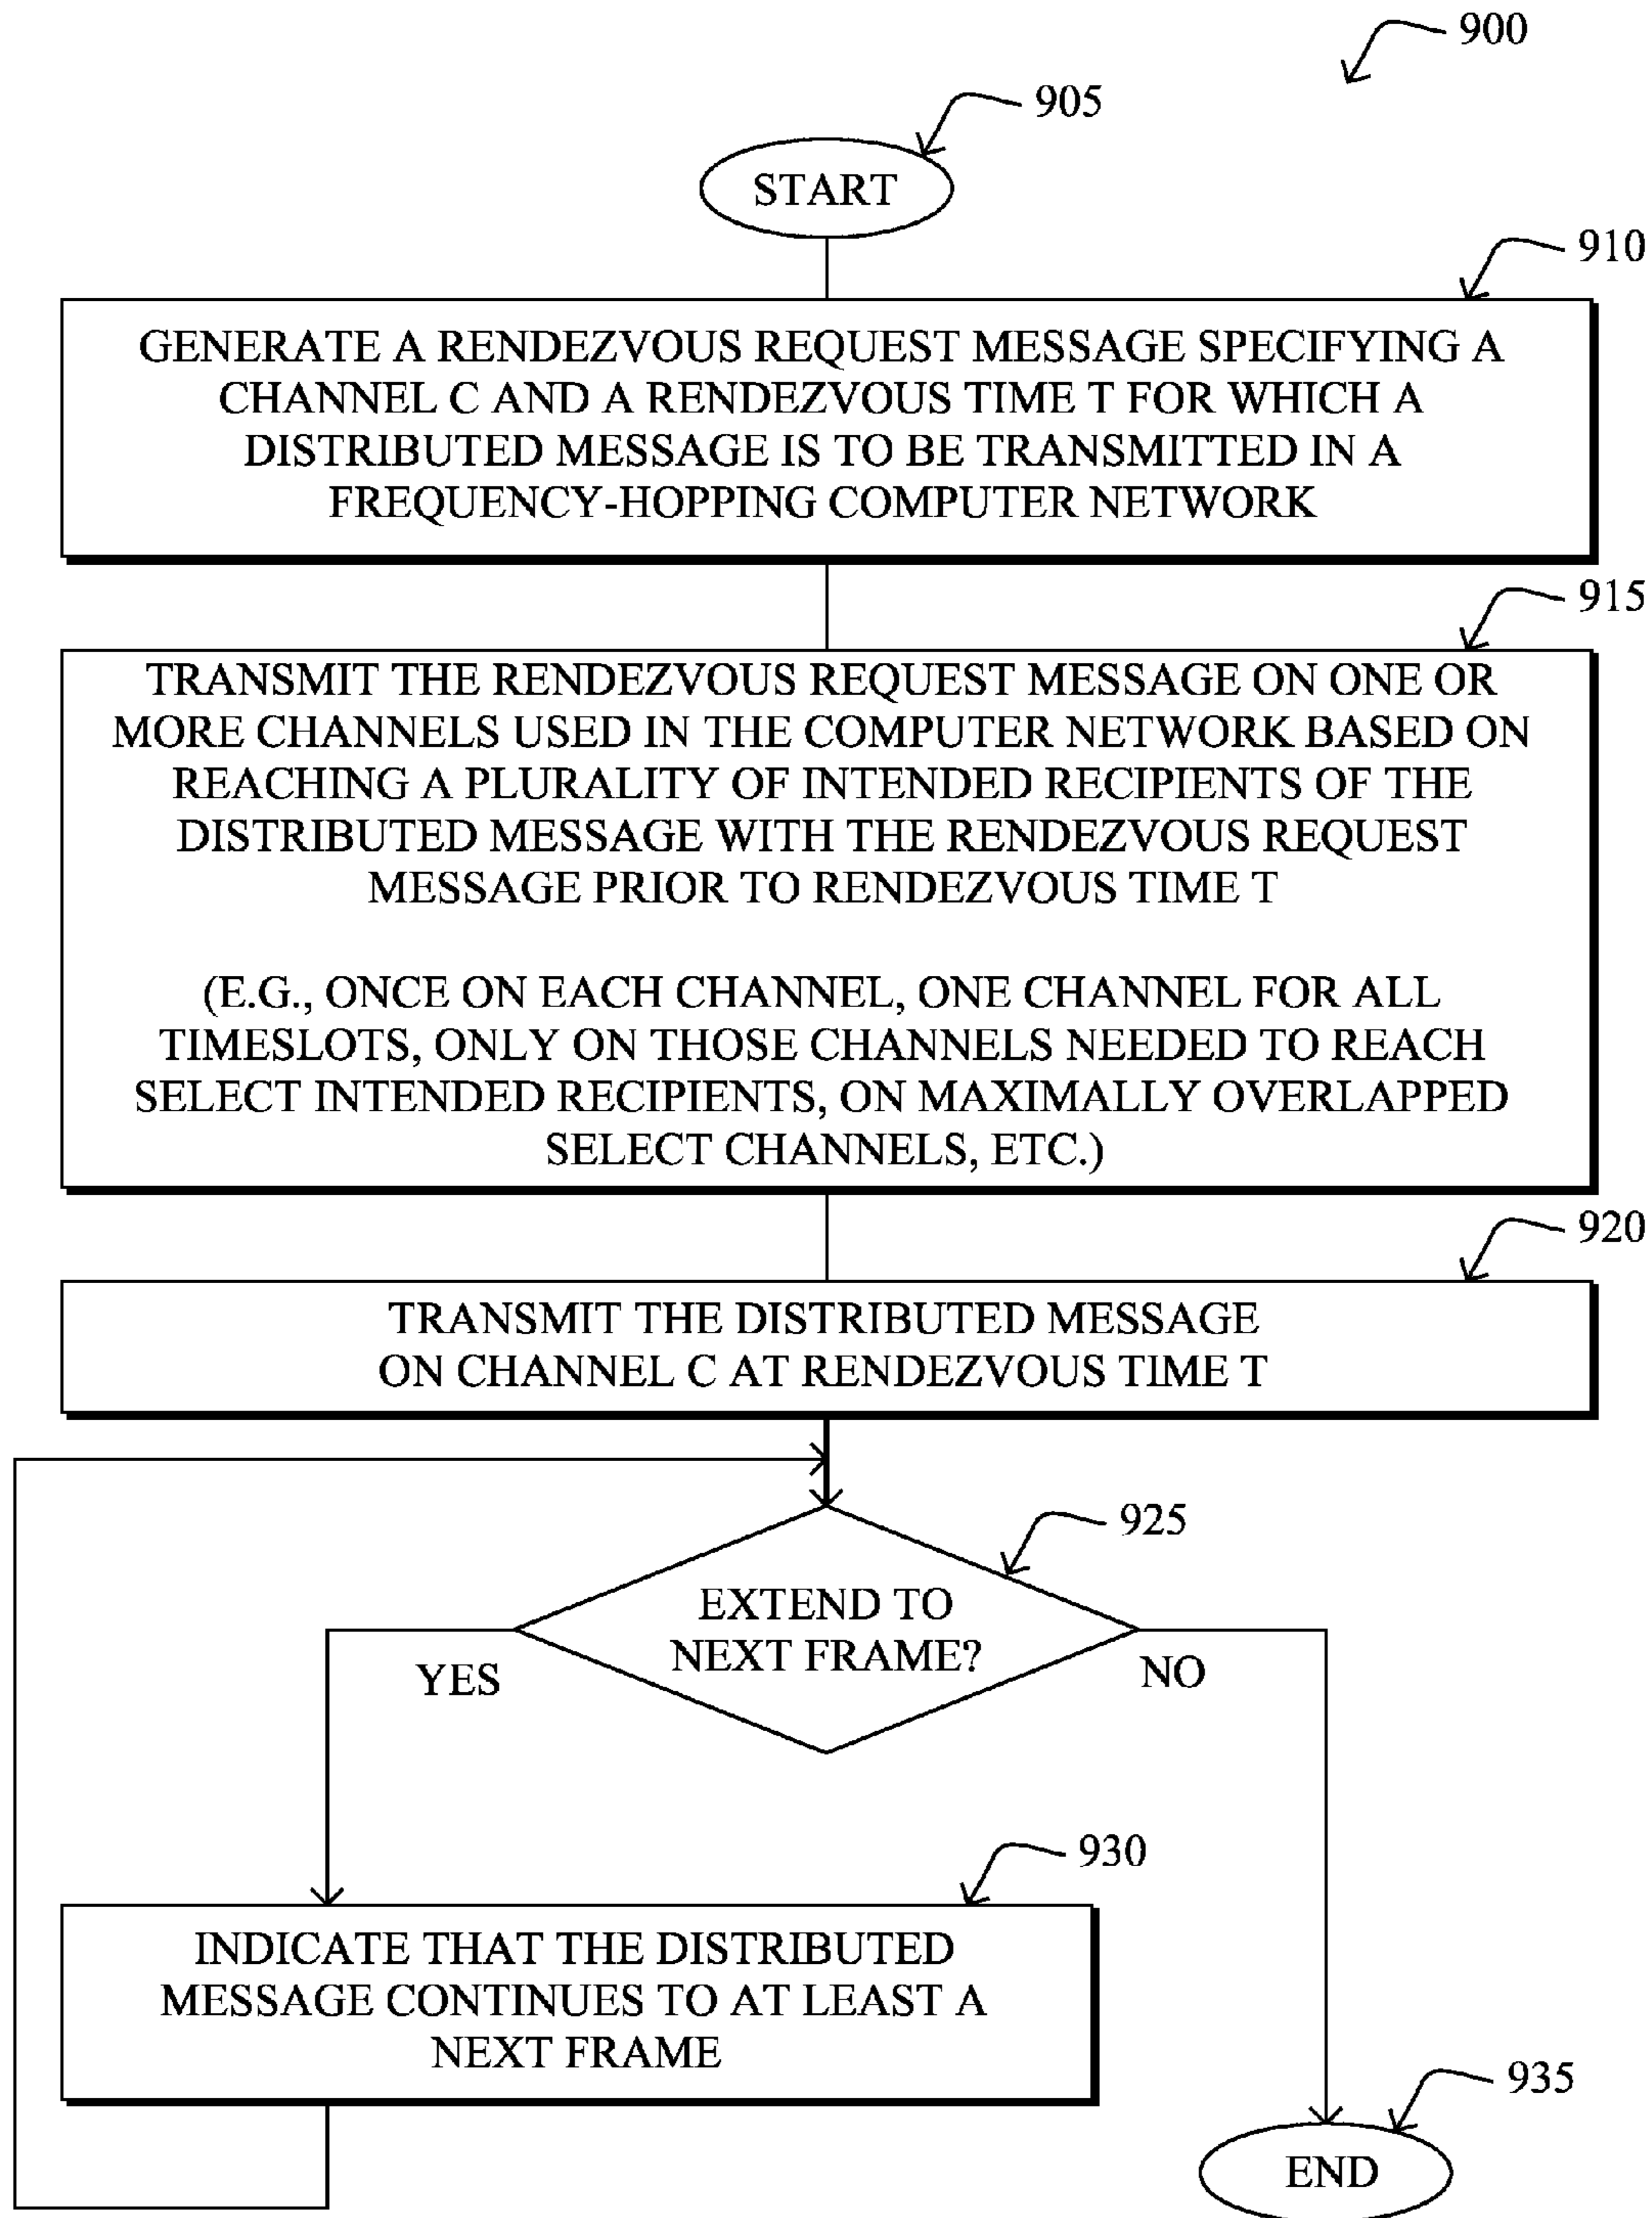 900
905
START
910
GENERATE A RENDEZVOUS REQUEST MESSAGE SPECIFYING A
CHANNEL C AND A RENDEZVOUS TIME T FOR WHICH A
DISTRIBUTED MESSAGE IS TO BE TRANSMITTED IN A
FREQUENCY-HOPPING COMPUTER NETWORK
915
TRANSMIT THE RENDEZVOUS REQUEST MESSAGE ON ONE OR
MORE CHANNELS USED IN THE COMPUTER NETWORK BASED ON
REACHING A PLURALITY OF INTENDED RECIPIENTS OF THE
DISTRIBUTED MESSAGE WITH THE RENDEZVOUS REQUEST
MESSAGE PRIOR TO RENDEZVOUS TIME T
(E.G., ONCE ON EACH CHANNEL, ONE CHANNEL FOR ALL
TIMESLOTS, ONLY ON THOSE CHANNELS NEEDED TO REACH
SELECT INTENDED RECIPIENTS, ON MAXIMALLY OVERLAPPED
SELECT CHANNELS, ETC.)
920
TRANSMIT THE DISTRIBUTED MESSAGE
ON CHANNEL C AT RENDEZVOUS TIME T
925
EXTEND TO
NEXT FRAME?
YES
NO
930
INDICATE THAT THE DISTRIBUTED
MESSAGE CONTINUES TO AT LEAST A
NEXT FRAME
935
END